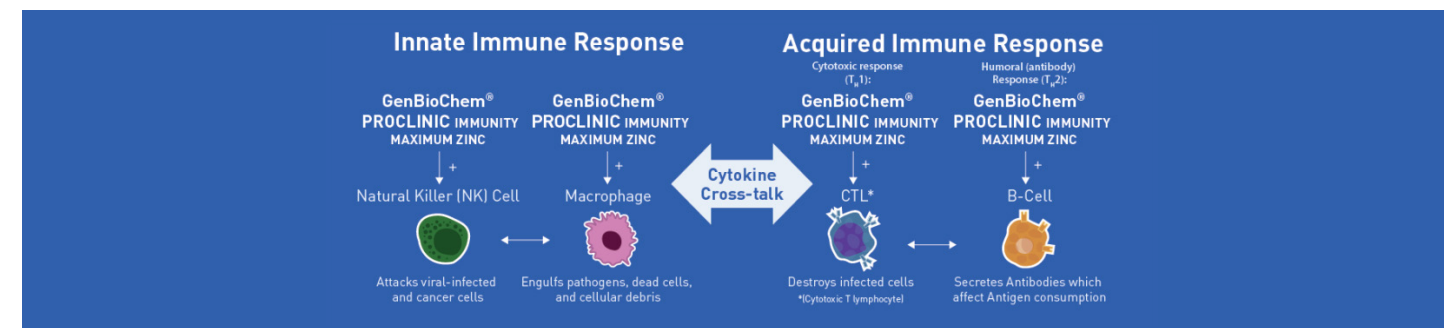 Innate Immune Response
GenBioChem®
PROCLINIC IMMUNITY
MAXIMUM ZINC
+
Natural Killer (NK) Cell
Attacks viral-infected
and cancer cells
GenBioChem®
PROCLINIC IMMUNITY
MAXIMUM ZINC
+
Macrophage
Engulfs pathogens, dead cells,
and cellular debris
Cytokine
Cross-talk
Acquired Immune Response
Cytotoxic response
(TH1):
GenBioChem®
PROCLINIC IMMUNITY
MAXIMUM ZINC
+
CTL*
Destroys infected cells
*(Cytotoxic T lymphocyte)
Humoral (antibody)
Response (TH2):
GenBioChem®
PROCLINIC IMMUNITY
MAXIMUM ZINC
+
B-Cell
Secretes Antibodies which
affect Antigen consumption